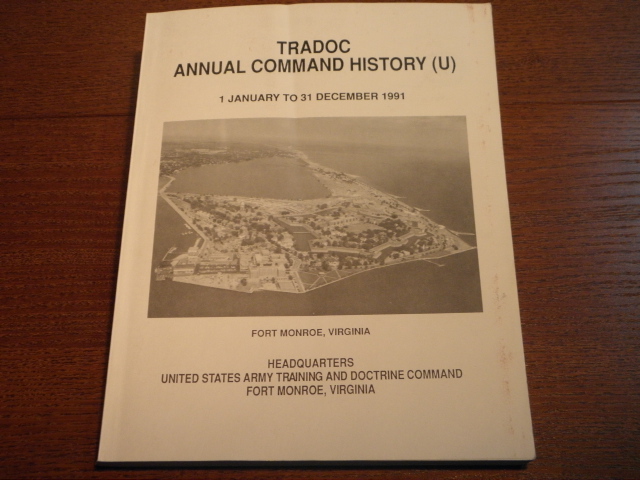 TRADOC
ANNUAL COMMAND HISTORY (U)
1 JANUARY TO 31 DECEMBER 1991
FORT MONROE, VIRGINIA
HEADQUARTERS
UNITED STATES ARMY TRAINING AND DOCTRINE COMMAND
FORT MONROE, VIRGINIA